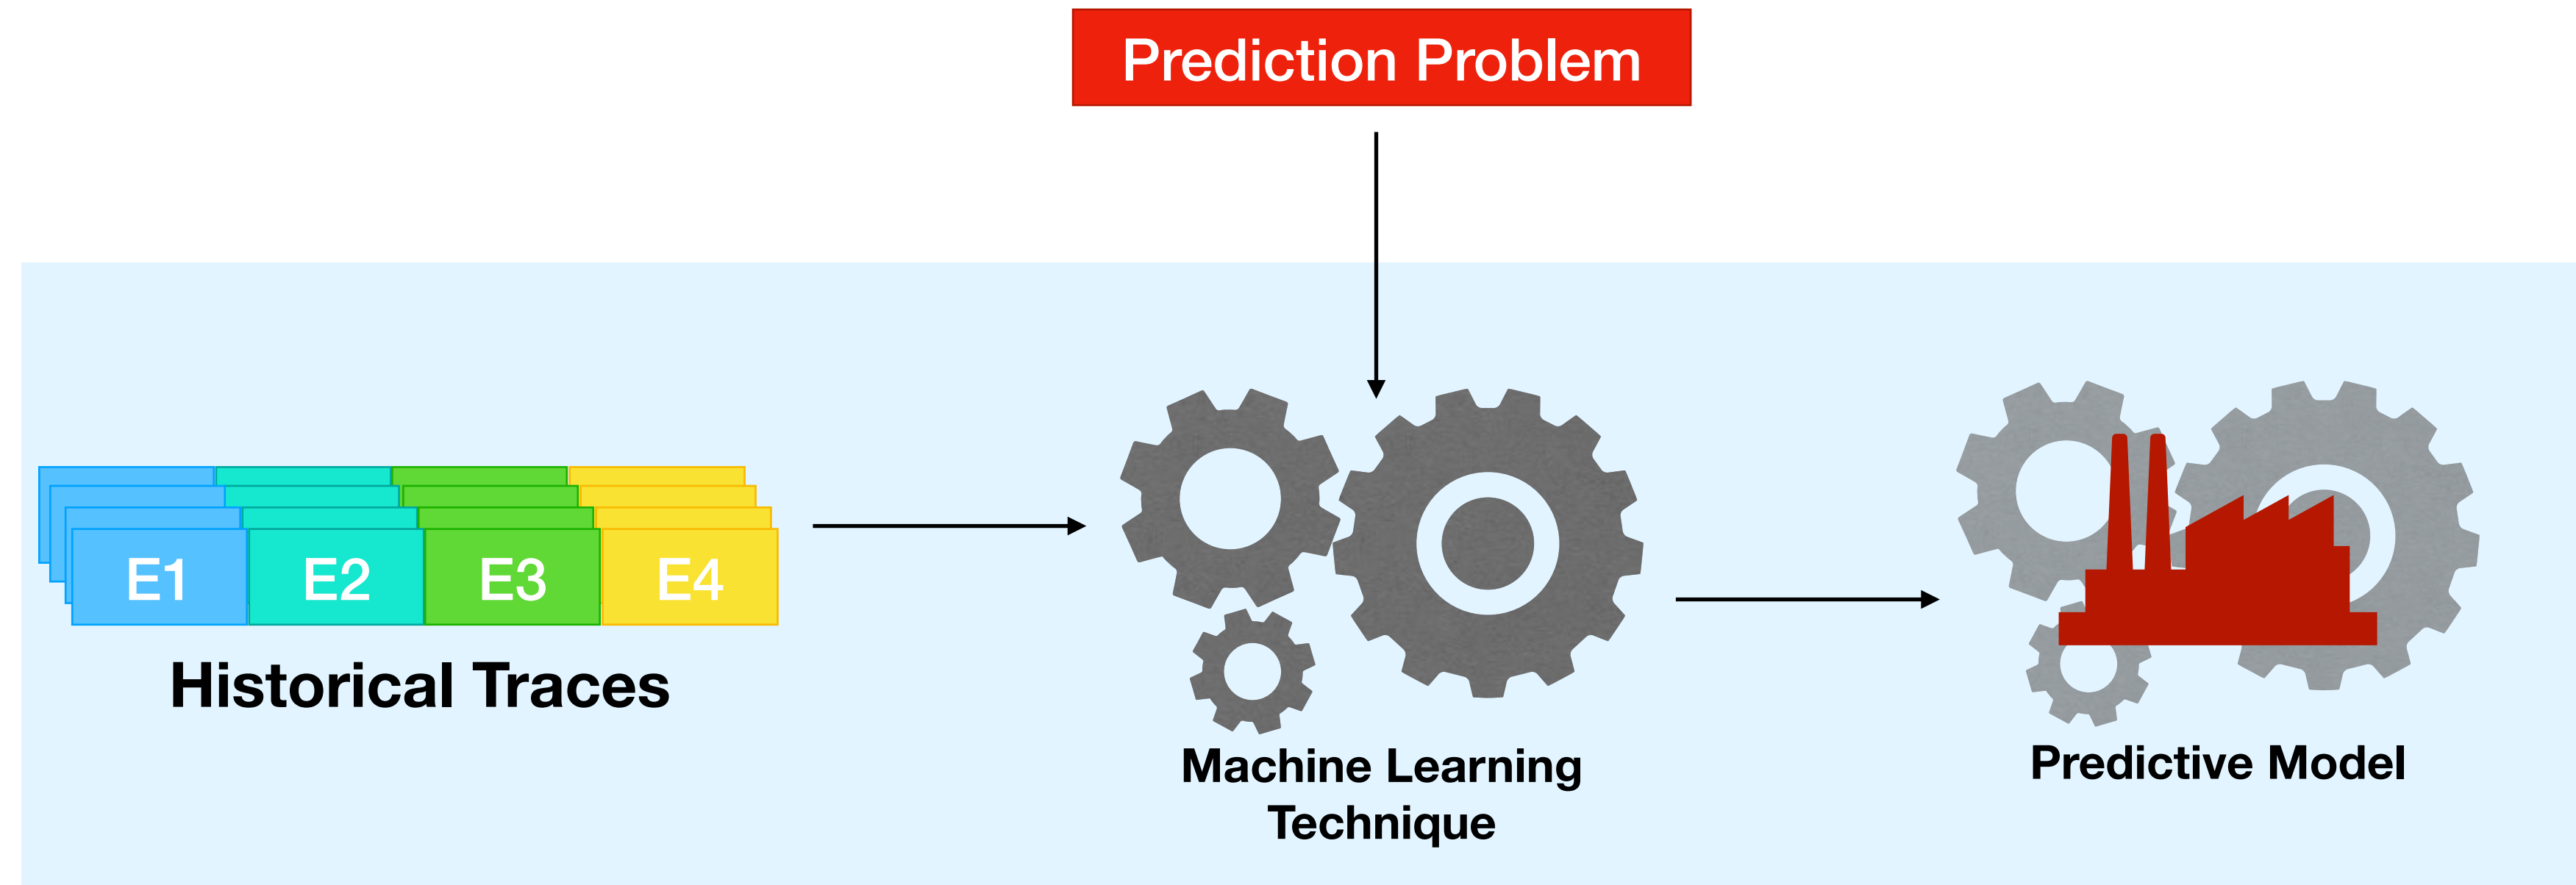 Prediction Problem
E1 E2 E3 E4
Historical Traces
Machine Learning
Technique
Predictive Model